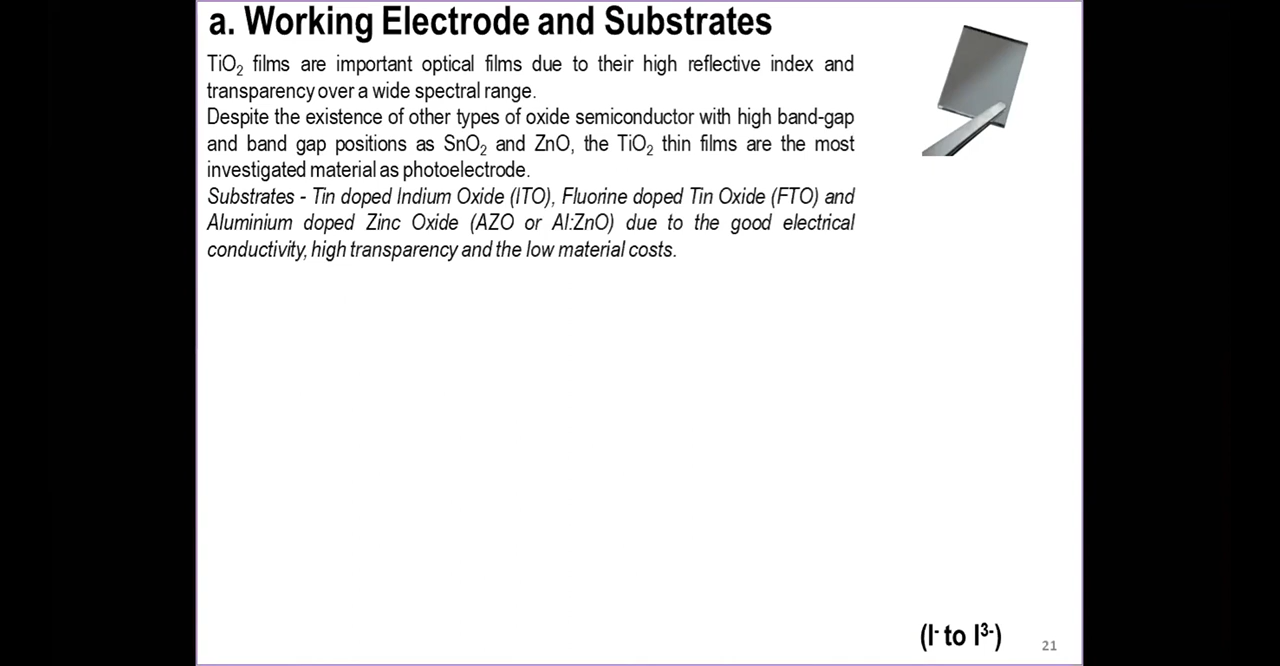 a. Working Electrode and Substrates
TiO₂ films are important optical films due to their high reflective index and
transparency over a wide spectral range.
Despite the existence of other types of oxide semiconductor with high band-gap
and band gap positions as SnO₂ and ZnO, the TiO₂ thin films are the most
investigated material as photoelectrode.
Substrates - Tin doped Indium Oxide (ITO), Fluorine doped Tin Oxide (FTO) and
Aluminium doped Zinc Oxide (AZO or Al:ZnO) due to the good electrical
conductivity, high transparency and the low material costs.
(I⁻ to I³⁻)
21